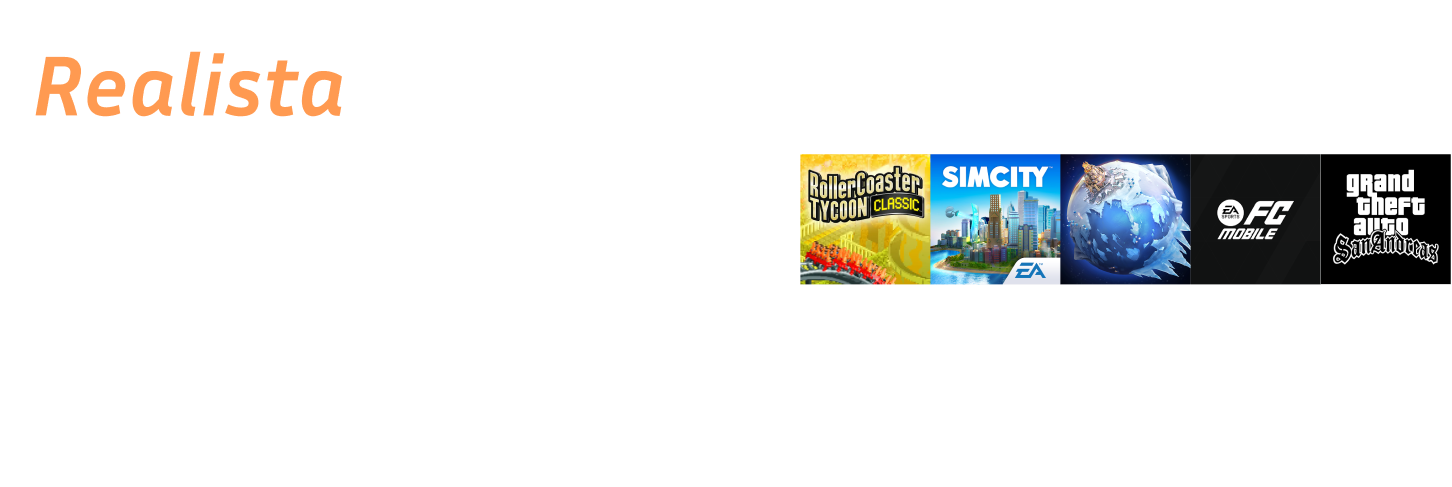 Realista
RollerCoaster
TYCOON CLASSIC
SIMCITY
EA
EA
SPORTS
FC
MOBILE
grand
theft
auto
San Andreas